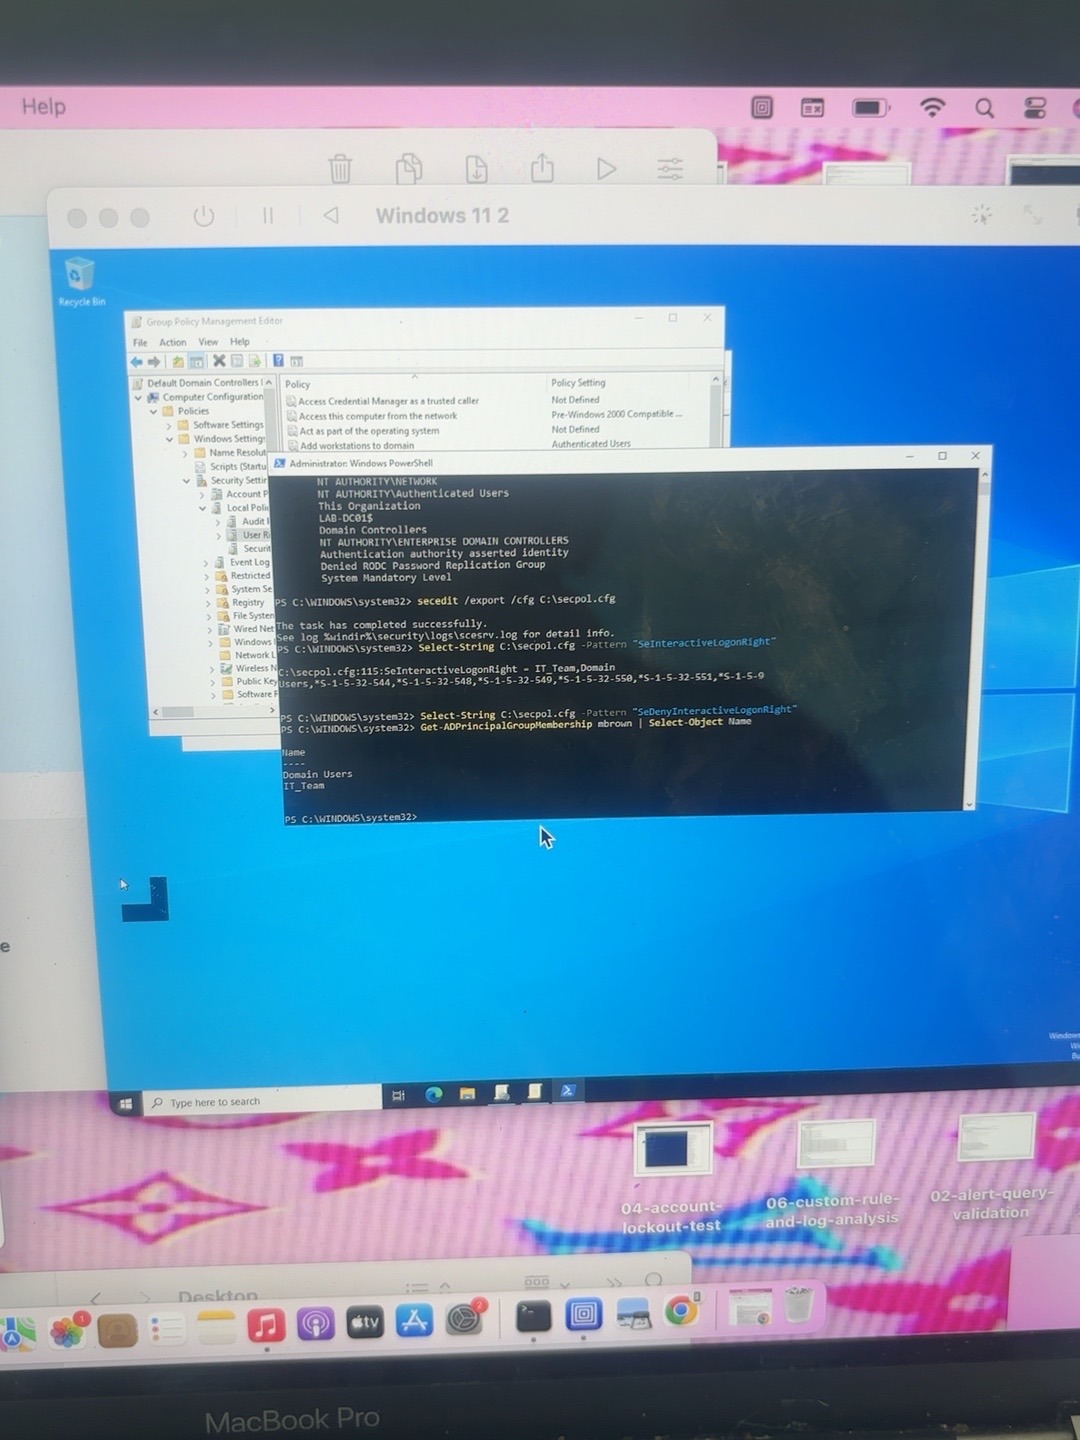 Help
Windows 11 2
Recycle Bin
Group Policy Management Editor
File Action View Help
Default Domain Controllers
Computer Configuration
Policies
Software Settings
Windows Setting
Name Resolut
Scripts (Startu
Security Settin
Account P
Local Poli
Audit
User R
Securit
Event Log
Restricted
System Se
Registry
File System
Wired Net
Windows
Network L
Wireless N
Public Key
Software
Policy Policy Setting
Access Credential Manager as a trusted caller Not Defined
Access this computer from the network Pre-Windows 2000 Compatible ...
Act as part of the operating system Not Defined
Add workstations to domain Authenticated Users
Administrator: Windows PowerShell
NT AUTHORITY\NETWORK
NT AUTHORITY\Authenticated Users
This Organization
LAB-DC01$
Domain Controllers
NT AUTHORITY\ENTERPRISE DOMAIN CONTROLLERS
Authentication authority asserted identity
Denied RODC Password Replication Group
System Mandatory Level
PS C:\WINDOWS\system32> secedit /export /cfg C:\secpol.cfg
The task has completed successfully.
See log %windir%\security\logs\scesrv.log for detail info.
PS C:\WINDOWS\system32> Select-String C:\secpol.cfg -Pattern "SeInteractiveLogonRight"
C:\secpol.cfg:115:SeInteractiveLogonRight = IT_Team,Domain
Users,*S-1-5-32-544,*S-1-5-32-548,*S-1-5-32-549,*S-1-5-32-550,*S-1-5-32-551,*S-1-5-9
PS C:\WINDOWS\system32> Select-String C:\secpol.cfg -Pattern "SeDenyInteractiveLogonRight"
PS C:\WINDOWS\system32> Get-ADPrincipalGroupMembership mbrown | Select-Object Name
Name
----
Domain Users
IT_Team
PS C:\WINDOWS\system32>
e
Windows
Wi
Bu
Type here to search
04-account-
lockout-test
06-custom-rule-
and-log-analysis
02-alert-query-
validation
Desktop
1
tv
2
MacBook Pro